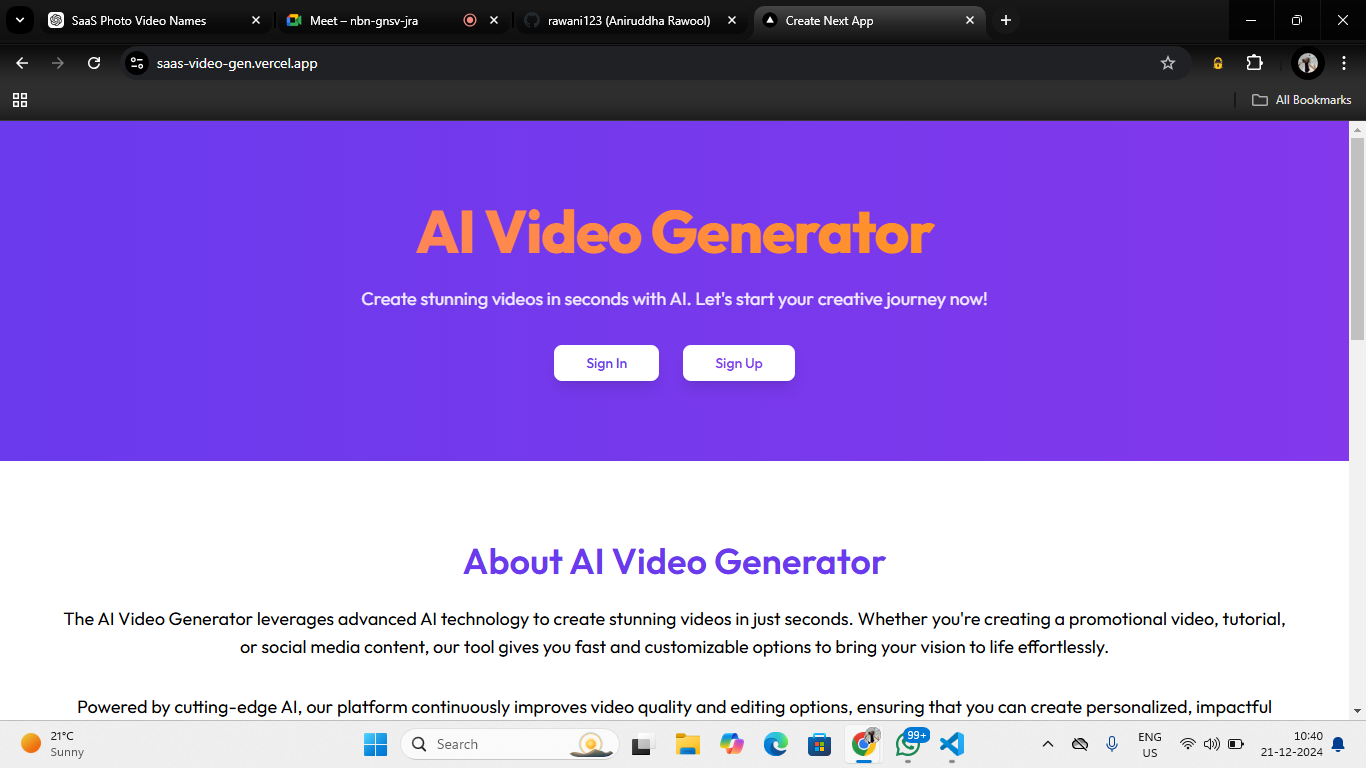 SaaS Photo Video Names
Meet – nbn-gnsv-jra
rawani123 (Aniruddha Rawool)
Create Next App
saas-video-gen.vercel.app
All Bookmarks
AI Video Generator
Create stunning videos in seconds with AI. Let's start your creative journey now!
Sign In
Sign Up
About AI Video Generator
The AI Video Generator leverages advanced AI technology to create stunning videos in just seconds. Whether you're creating a promotional video, tutorial,
or social media content, our tool gives you fast and customizable options to bring your vision to life effortlessly.
Powered by cutting-edge AI, our platform continuously improves video quality and editing options, ensuring that you can create personalized, impactful
21°C
Sunny
Search
99+
ENG
US
10:40
21-12-2024